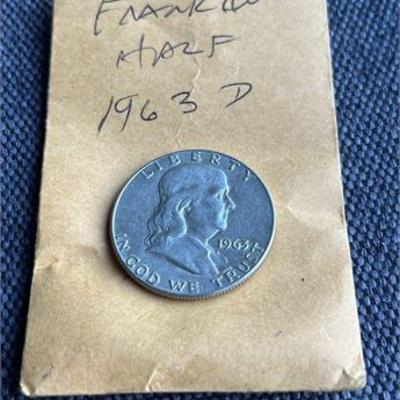 FRANKLIN
HALF
1963 D
LIBERTY
1963
IN GOD WE TRUST